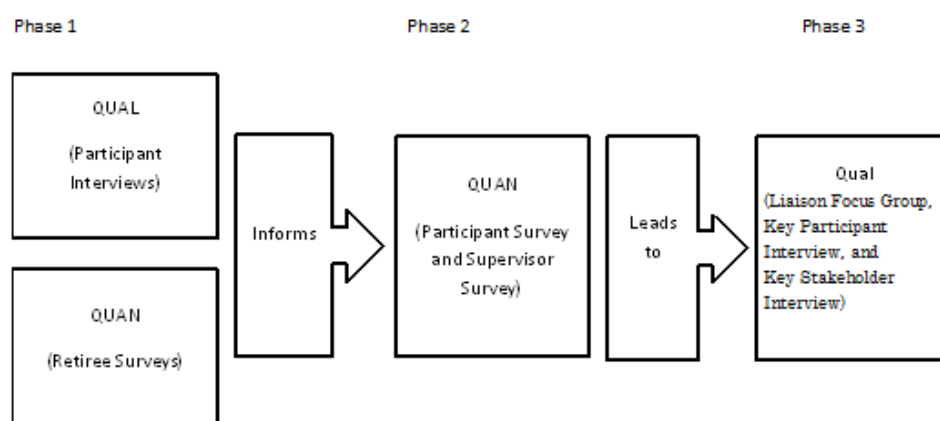 Phase 1
Phase 2
Phase 3
QUAL
(Participant
Interviews)
QUAN
(Retiree Surveys)
Informs
QUAN
(Participant Survey
and Supervisor
Survey)
Leads
to
Qual
(Liaison Focus Group,
Key Participant
Interview, and
Key Stakeholder
Interview)